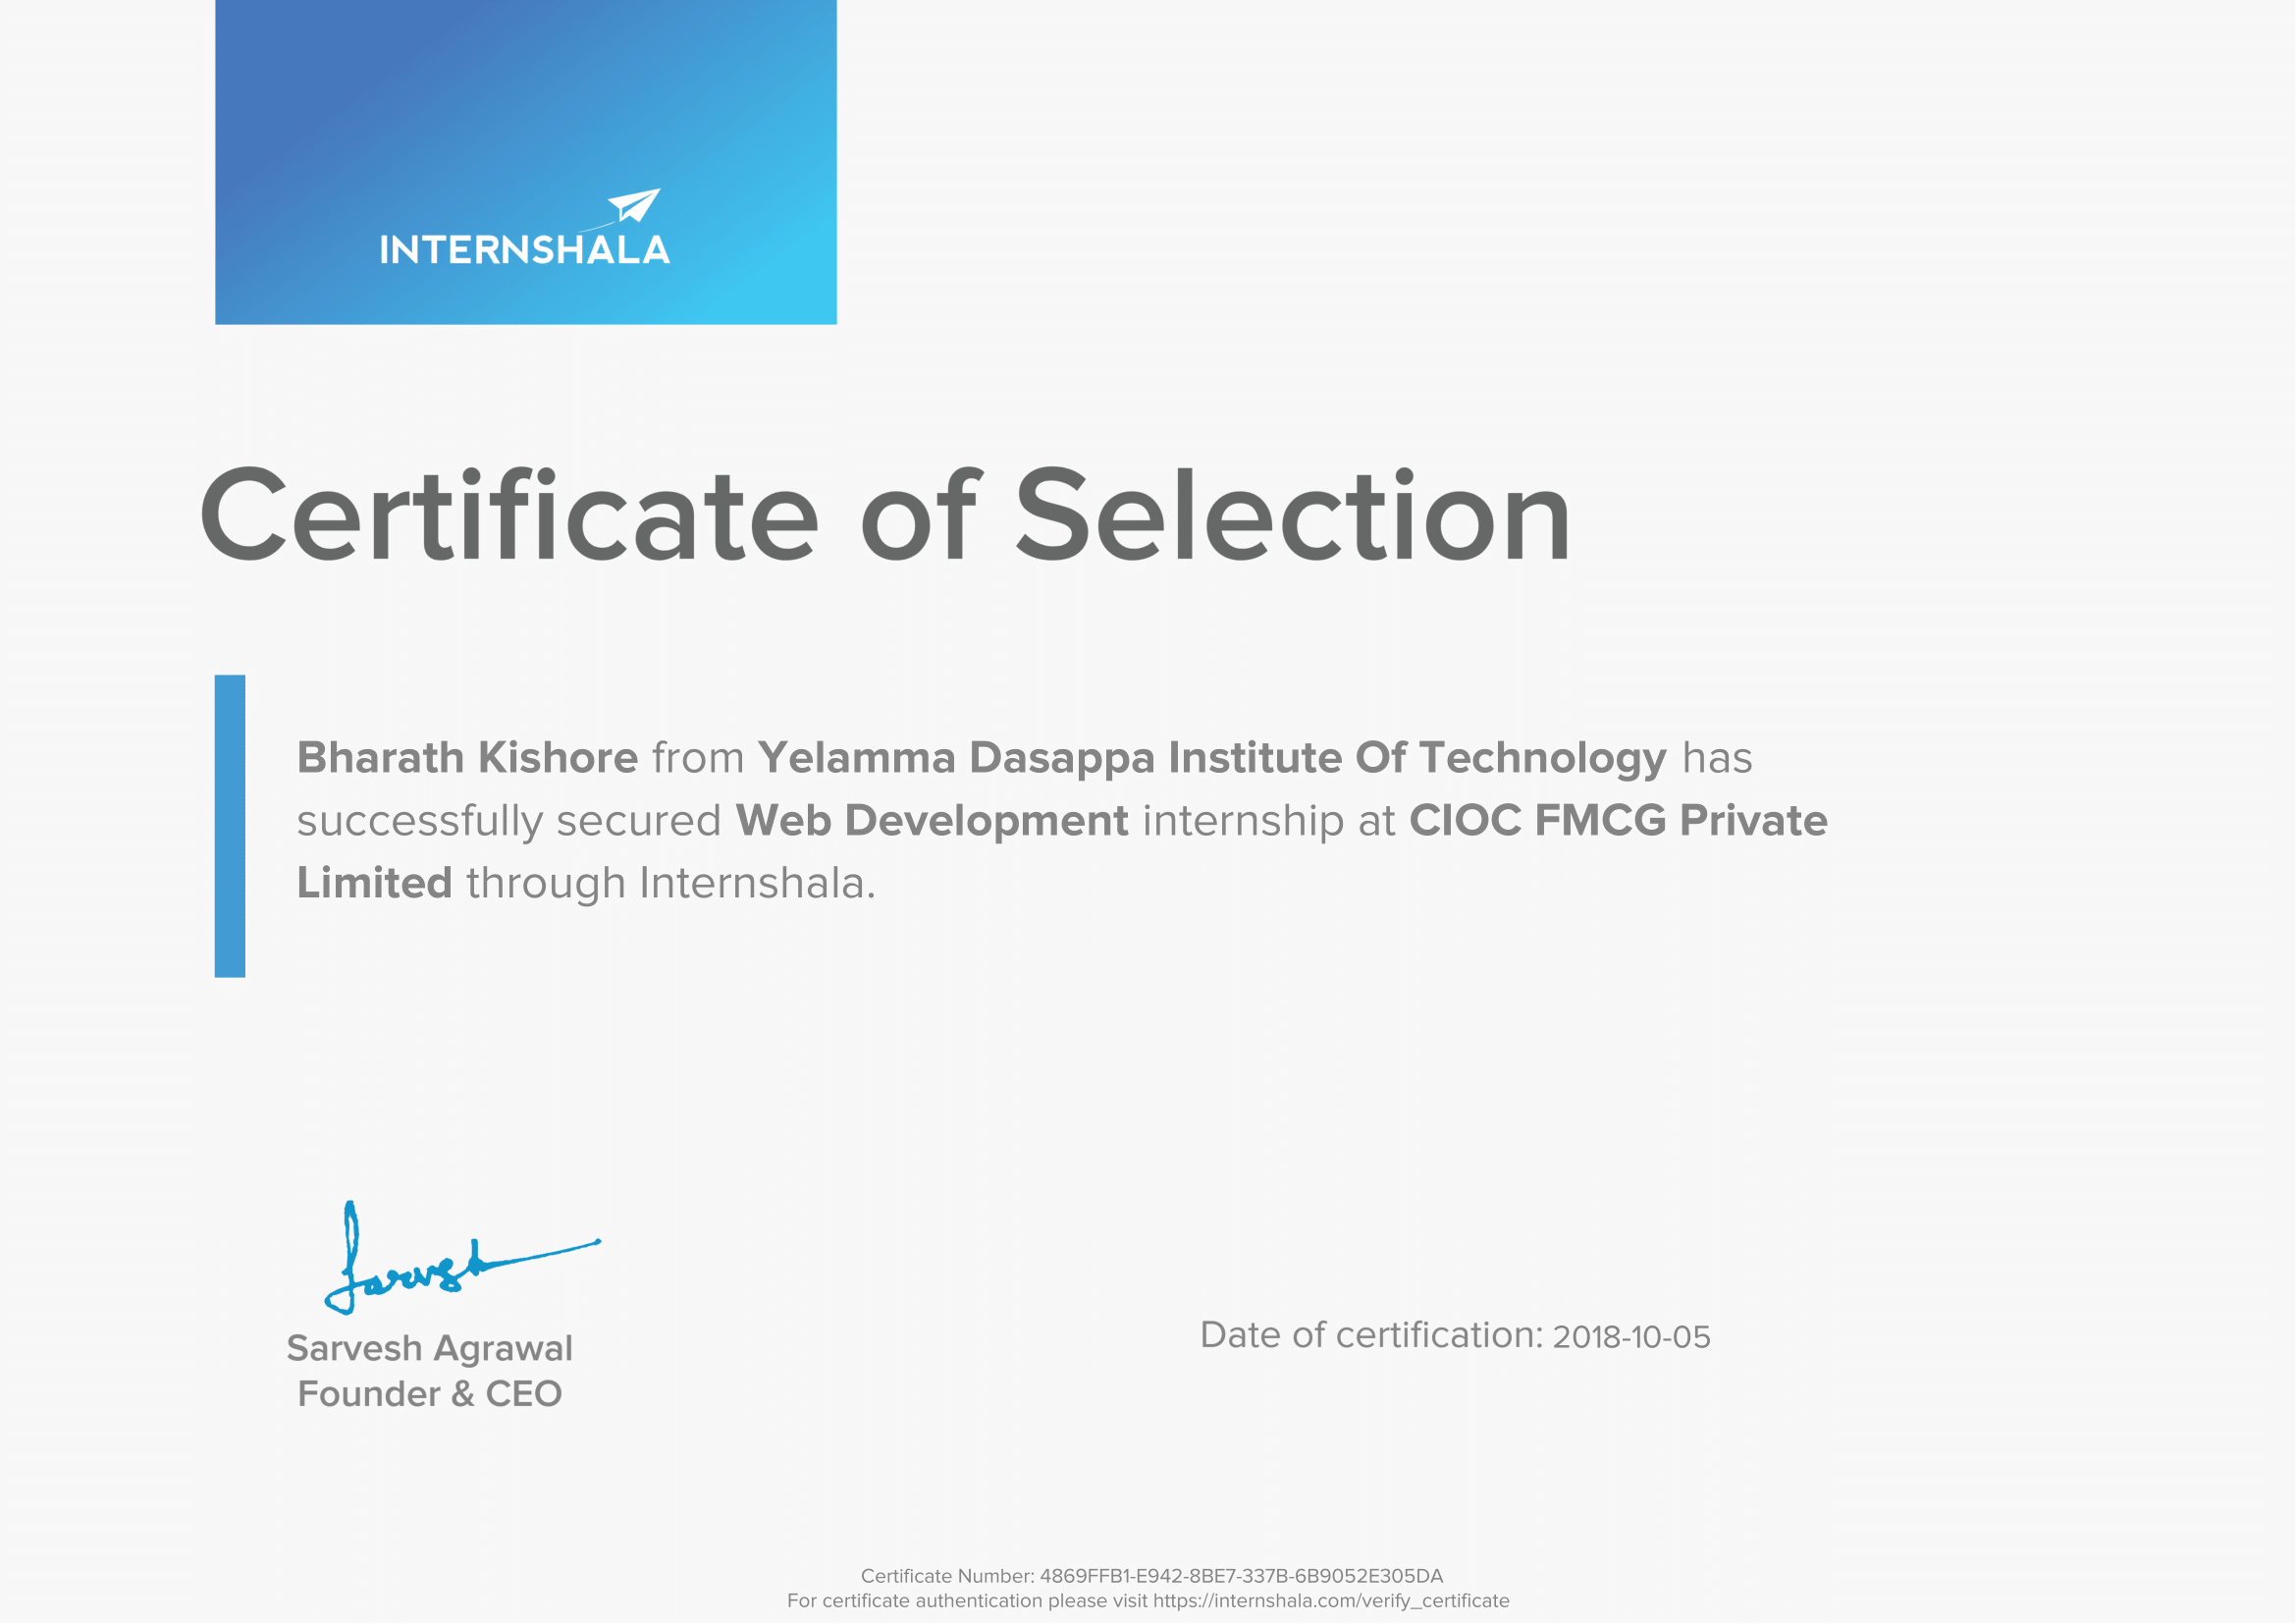 INTERNSHALA
Certificate of Selection
Bharath Kishore from Yelamma Dasappa Institute Of Technology has
successfully secured Web Development internship at CIOC FMCG Private
Limited through Internshala.
Sarvesh
Sarvesh Agrawal
Founder & CEO
Date of certification: 2018-10-05
Certificate Number: 4869FFB1-E942-8BE7-337B-6B9052E305DA
For certificate authentication please visit https://internshala.com/verify_certificate